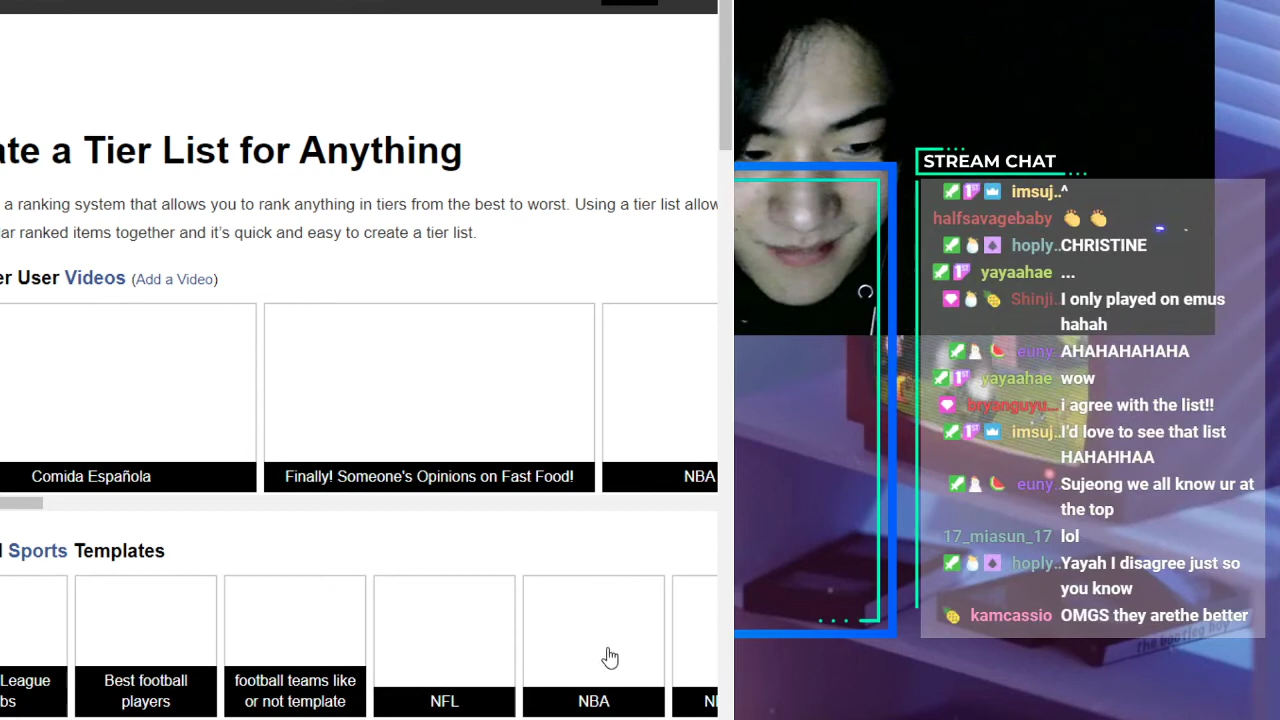 ate a Tier List for Anything
a ranking system that allows you to rank anything in tiers from the best to worst. Using a tier list allow
lar ranked items together and it's quick and easy to create a tier list.
er User Videos (Add a Video)
Comida Española
Finally! Someone's Opinions on Fast Food!
NBA
l Sports Templates
League
bs
Best football
players
football teams like
or not template
NFL
NBA
STREAM CHAT
imsuj.. ^
halfsavagebaby 👏 👏
hoply.. CHRISTINE
yayaahae ...
Shinji.. I only played on emus
hahah
euny.. AHAHAHAHAHA
yayaahae wow
bryanguyu... i agree with the list!!
imsuj.. I'd love to see that list
HAHAHHAA
euny.. Sujeong we all know ur at
the top
17_miasun_17 lol
hoply.. Yayah I disagree just so
you know
kamcassio OMGS they arethe better